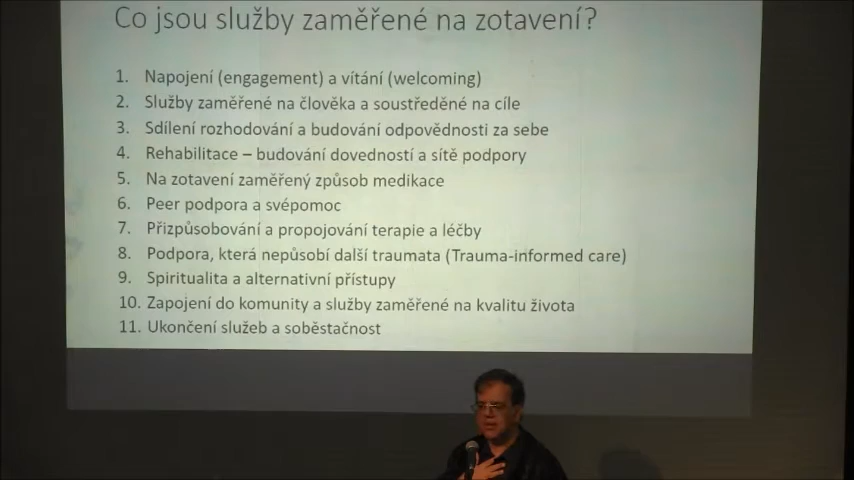 Co jsou služby zaměřené na zotavení?
1. Napojení (engagement) a vítání (welcoming)
2. Služby zaměřené na člověka a soustředěné na cíle
3. Sdílení rozhodování a budování odpovědnosti za sebe
4. Rehabilitace – budování dovedností a sítě podpory
5. Na zotavení zaměřený způsob medikace
6. Peer podpora a svépomoc
7. Přizpůsobování a propojování terapie a léčby
8. Podpora, která nepůsobí další traumata (Trauma-informed care)
9. Spiritualita a alternativní přístupy
10. Zapojení do komunity a služby zaměřené na kvalitu života
11. Ukončení služeb a soběstačnost